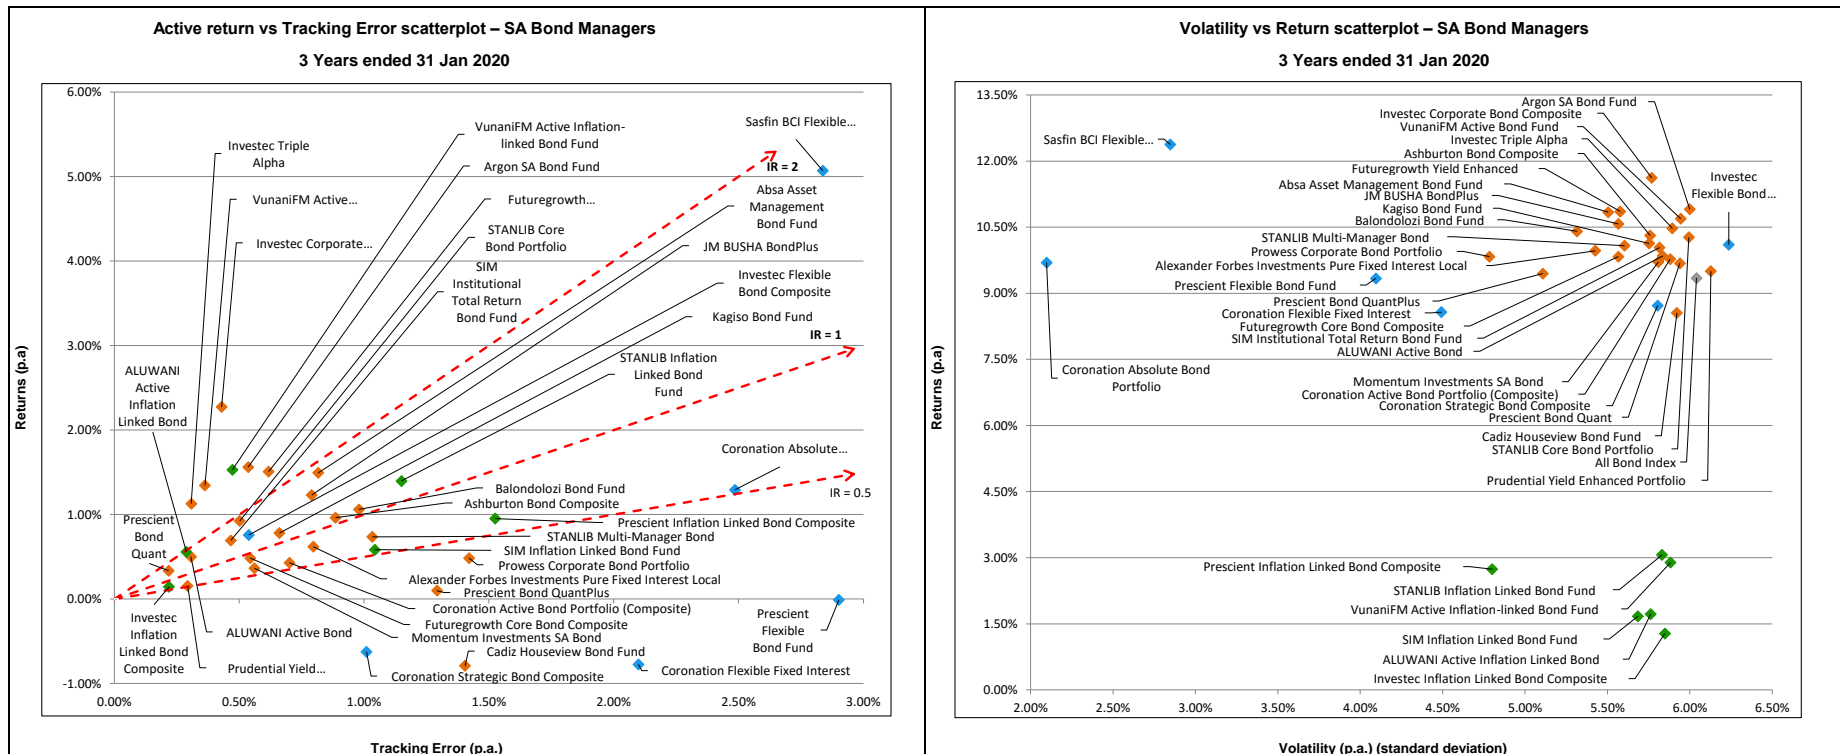 Active return vs Tracking Error scatterplot – SA Bond Managers
3 Years ended 31 Jan 2020
Returns (p.a)
6.00%
5.00%
4.00%
3.00%
2.00%
1.00%
0.00%
-1.00%
0.00%
0.50%
1.00%
1.50%
2.00%
2.50%
3.00%
Tracking Error (p.a.)
Investec Triple
Alpha
VunaniFM Active...
Investec Corporate...
VunaniFM Active Inflation-
linked Bond Fund
Argon SA Bond Fund
Futuregrowth...
STANLIB Core
Bond Portfolio
SIM
Institutional
Total Return
Bond Fund
Sasfin BCI Flexible...
IR = 2
Absa Asset
Management
Bond Fund
JM BUSHA BondPlus
Investec Flexible
Bond Composite
Kagiso Bond Fund
IR = 1
STANLIB Inflation
Linked Bond
Fund
ALUWANI
Active
Inflation
Linked Bond
Coronation Absolute...
IR = 0.5
Balondolozi Bond Fund
Ashburton Bond Composite
Prescient Inflation Linked Bond Composite
STANLIB Multi-Manager Bond
SIM Inflation Linked Bond Fund
Prowess Corporate Bond Portfolio
Alexander Forbes Investments Pure Fixed Interest Local
Prescient Bond QuantPlus
Coronation Active Bond Portfolio (Composite)
Futuregrowth Core Bond Composite
Momentum Investments SA Bond
Cadiz Houseview Bond Fund
Coronation Strategic Bond Composite
Coronation Flexible Fixed Interest
Prescient
Flexible
Bond Fund
Prescient
Bond
Quant
Investec
Inflation
Linked Bond
Composite
ALUWANI Active Bond
Prudential Yield...
Volatility vs Return scatterplot – SA Bond Managers
3 Years ended 31 Jan 2020
Returns (p.a)
13.50%
12.00%
10.50%
9.00%
7.50%
6.00%
4.50%
3.00%
1.50%
0.00%
2.00%
2.50%
3.00%
3.50%
4.00%
4.50%
5.00%
5.50%
6.00%
6.50%
Volatility (p.a.) (standard deviation)
Argon SA Bond Fund
Investec Corporate Bond Composite
VunaniFM Active Bond Fund
Investec Triple Alpha
Ashburton Bond Composite
Futuregrowth Yield Enhanced
Absa Asset Management Bond Fund
JM BUSHA BondPlus
Kagiso Bond Fund
Balondolozi Bond Fund
STANLIB Multi-Manager Bond
Prowess Corporate Bond Portfolio
Alexander Forbes Investments Pure Fixed Interest Local
Prescient Flexible Bond Fund
Prescient Bond QuantPlus
Coronation Flexible Fixed Interest
Futuregrowth Core Bond Composite
SIM Institutional Total Return Bond Fund
ALUWANI Active Bond
Sasfin BCI Flexible...
Investec
Flexible Bond...
Coronation Absolute Bond
Portfolio
Momentum Investments SA Bond
Coronation Active Bond Portfolio (Composite)
Coronation Strategic Bond Composite
Prescient Bond Quant
Cadiz Houseview Bond Fund
STANLIB Core Bond Portfolio
All Bond Index
Prudential Yield Enhanced Portfolio
Prescient Inflation Linked Bond Composite
STANLIB Inflation Linked Bond Fund
VunaniFM Active Inflation-linked Bond Fund
SIM Inflation Linked Bond Fund
ALUWANI Active Inflation Linked Bond
Investec Inflation Linked Bond Composite